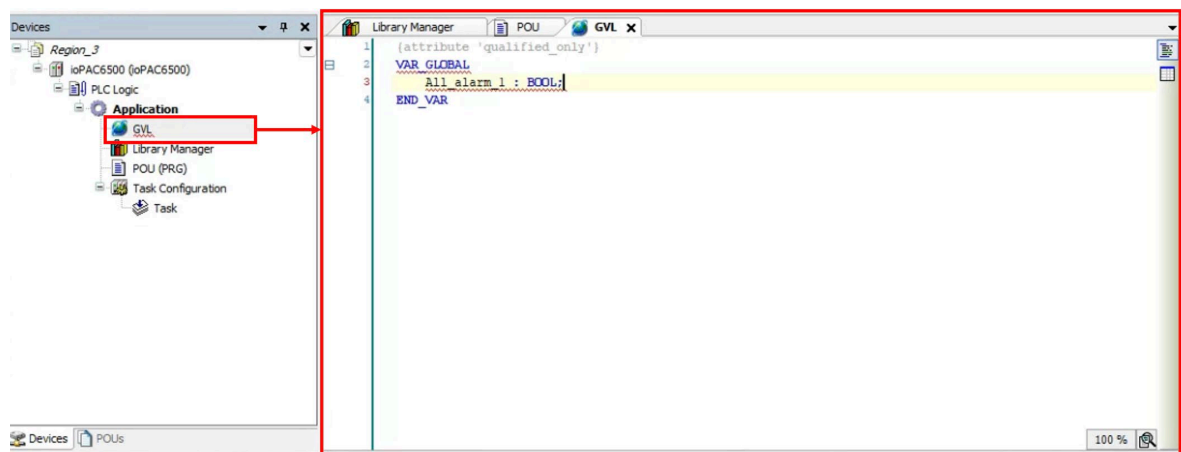 Devices
Region_3
ioPAC6500 (ioPAC6500)
PLC Logic
Application
GVL
Library Manager
POU (PRG)
Task Configuration
Task
Devices
POUs
Library Manager
POU
GVL
1 {attribute 'qualified_only'}
2 VAR_GLOBAL
3 All_alarm_1 : BOOL;
4 END_VAR
100 %